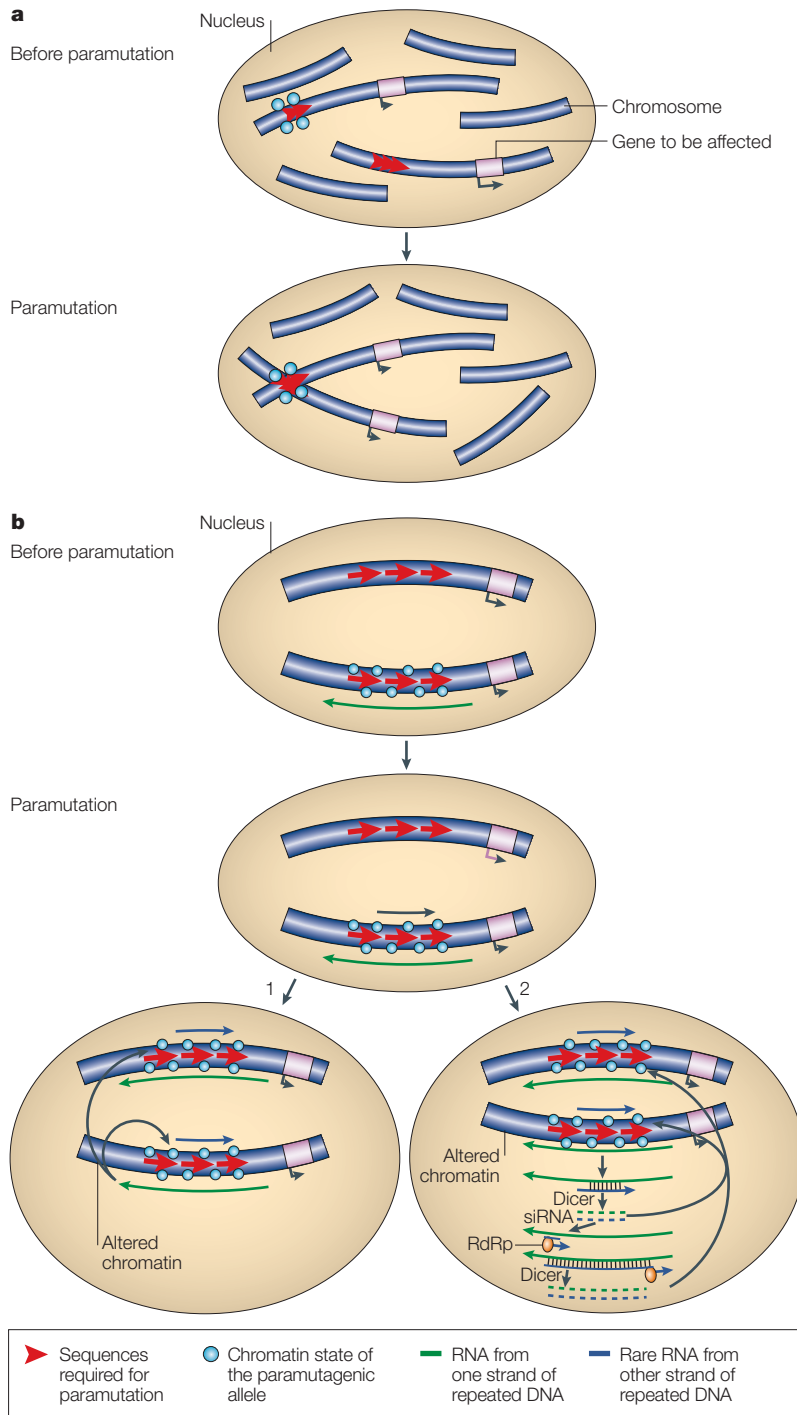 a
Nucleus
Before paramutation
Chromosome
Gene to be affected
Paramutation
b
Nucleus
Before paramutation
Paramutation
1
2
Altered
chromatin
Altered
chromatin
Dicer
siRNA
RdRp
Dicer
Sequences
required for
paramutation
Chromatin state of
the paramutagenic
allele
RNA from
one strand of
repeated DNA
Rare RNA from
other strand of
repeated DNA